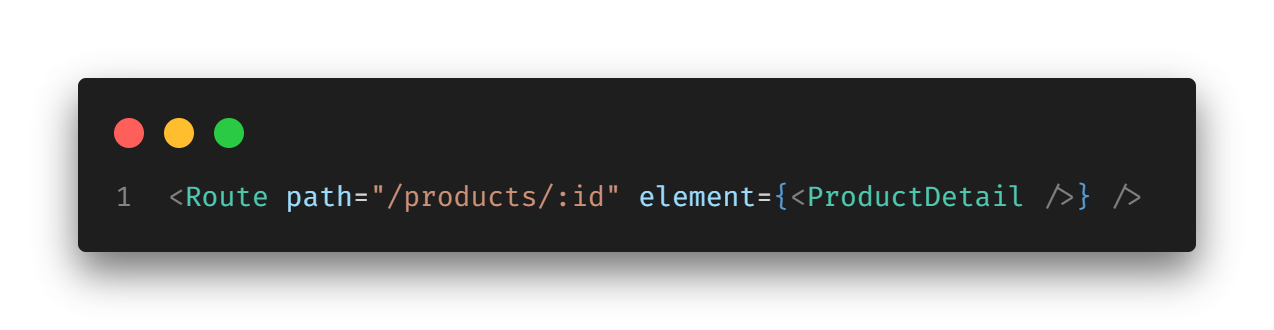 1 <Route path="/products/:id" element={<ProductDetail />} />